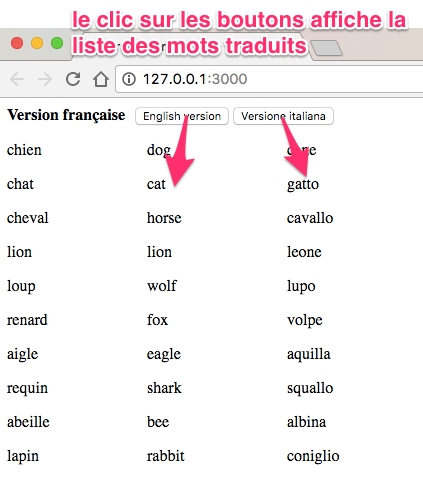 le clic sur les boutons affiche la
liste des mots traduits
127.0.0.1:3000
Version française English version Versione italiana
chien dog cane
chat cat gatto
cheval horse cavallo
lion lion leone
loup wolf lupo
renard fox volpe
aigle eagle aquilla
requin shark squallo
abeille bee albina
lapin rabbit coniglio